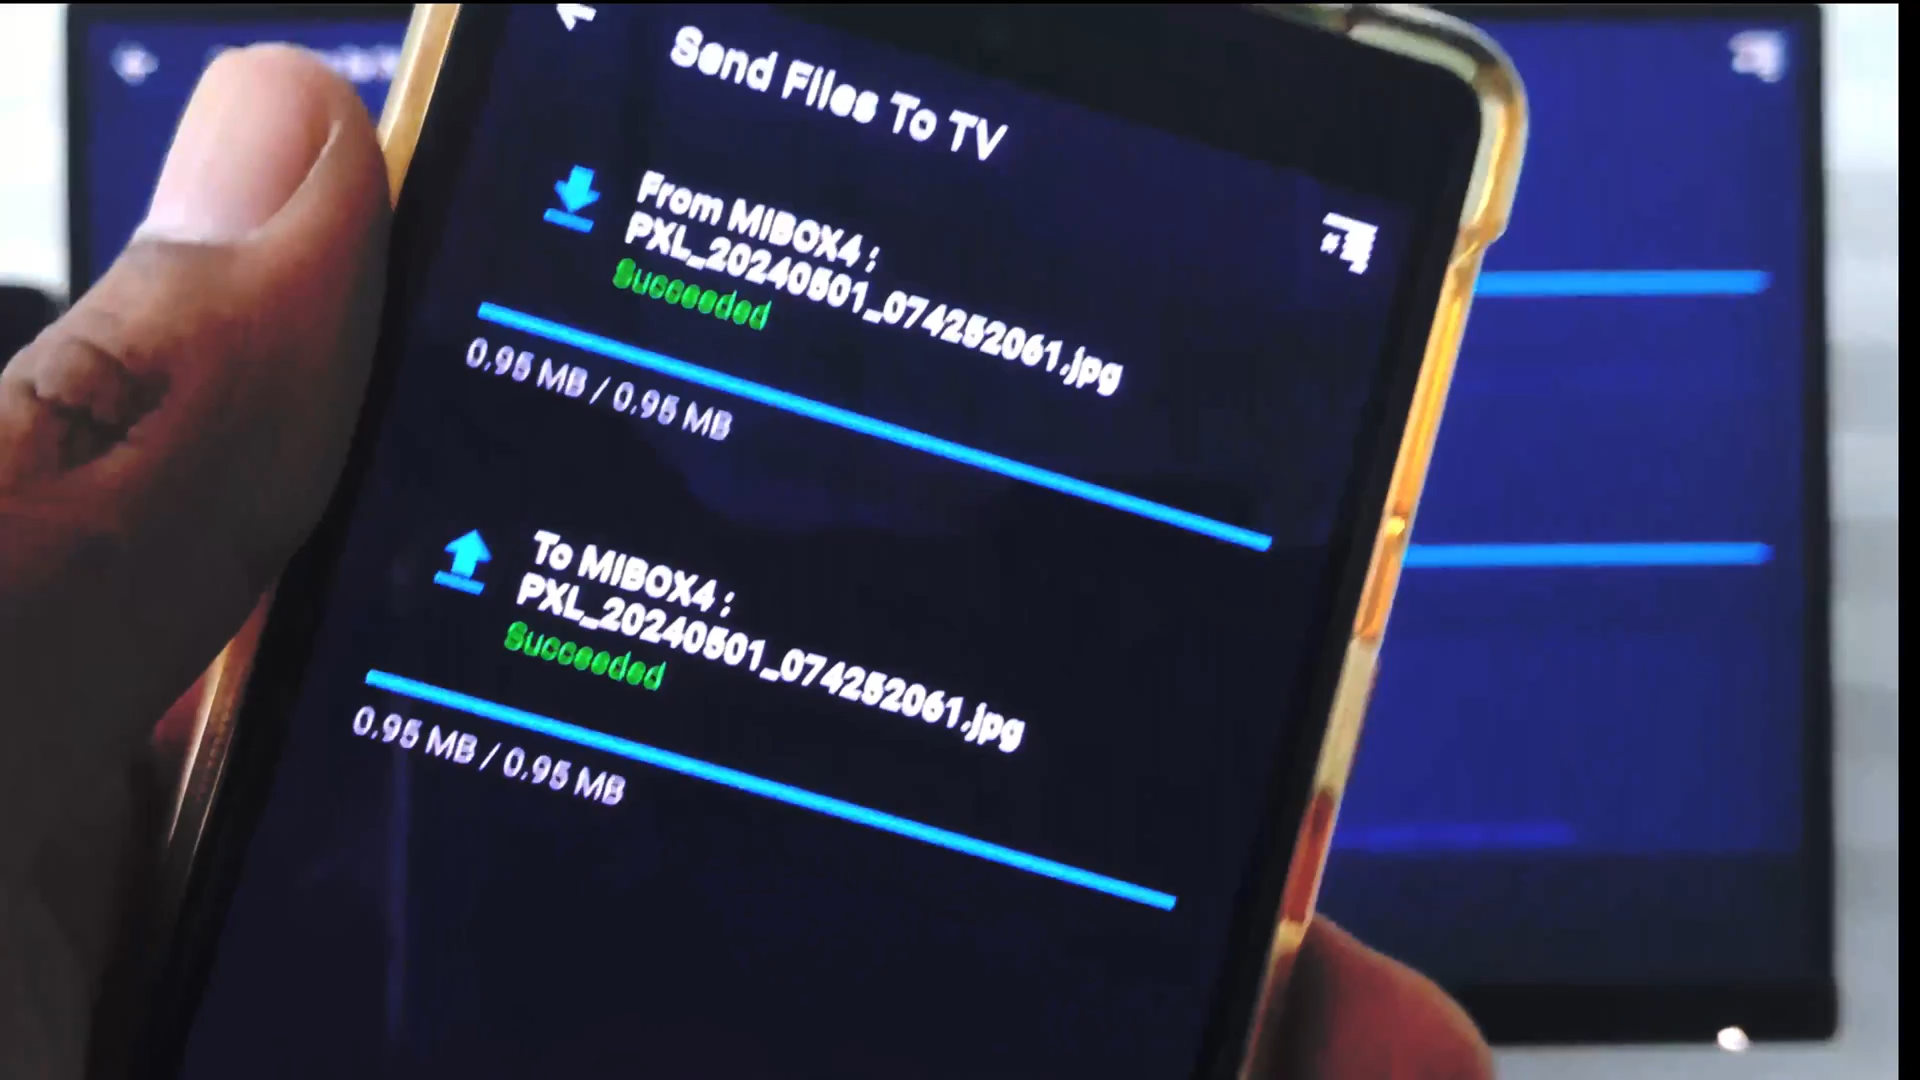 Send Files To TV
From MIBOX4 :
PXL_20240501_074252061.jpg
Succeeded
0.95 MB / 0.95 MB
To MIBOX4 :
PXL_20240501_074252061.jpg
Succeeded
0.95 MB / 0.95 MB